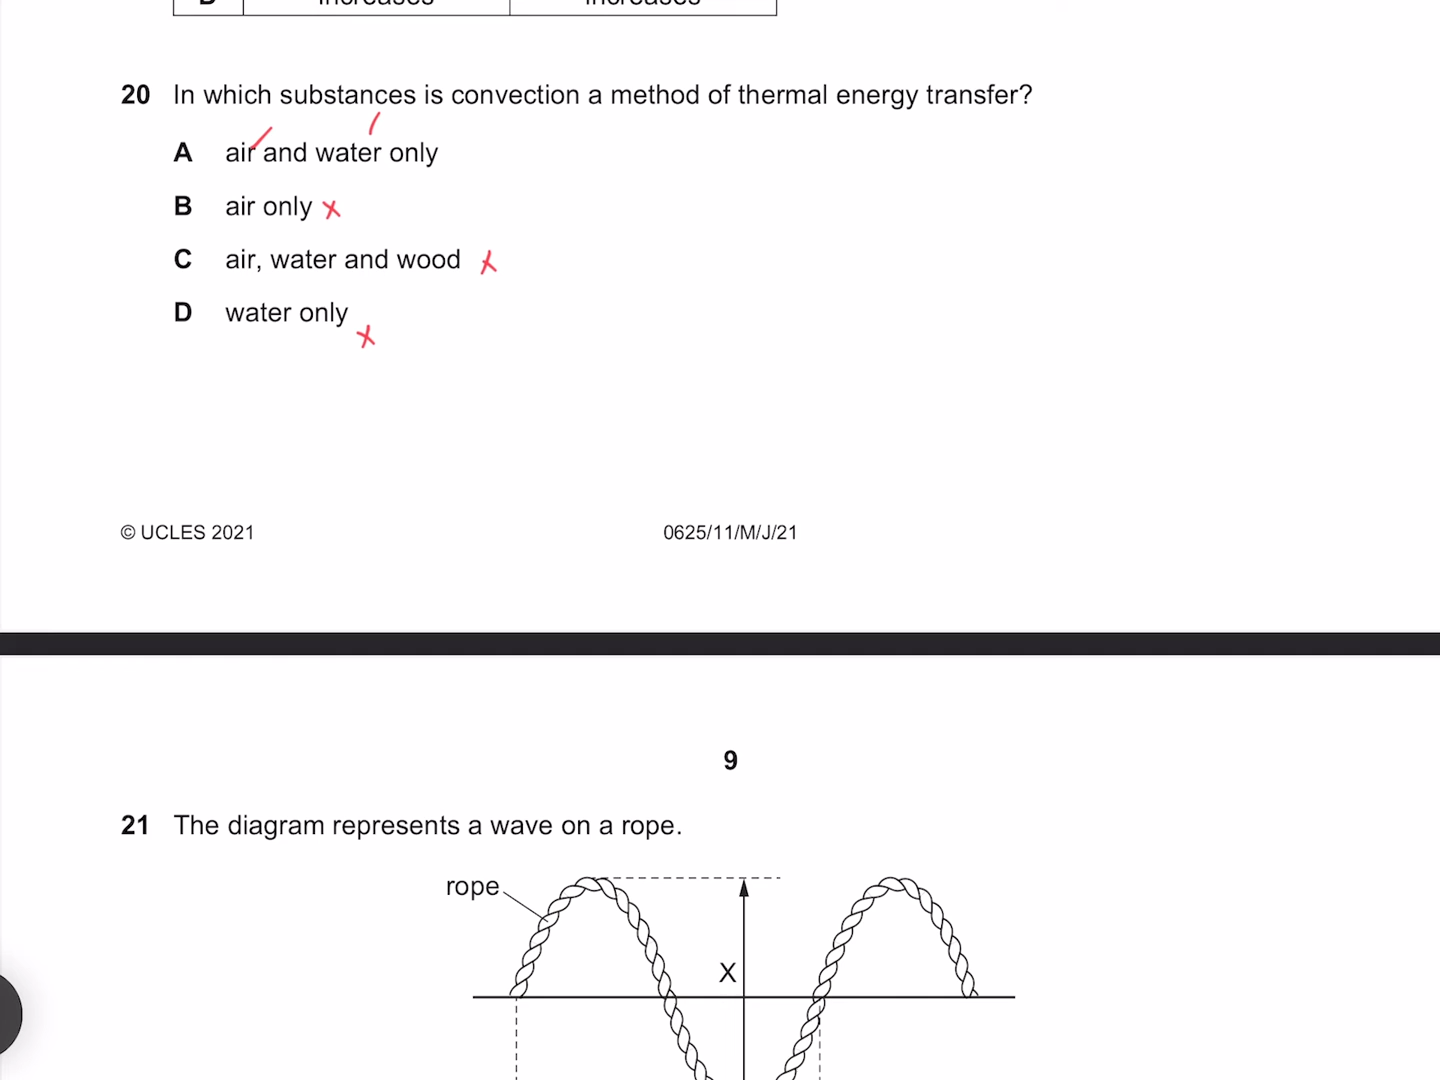 20 In which substances is convection a method of thermal energy transfer?
A air and water only
B air only
C air, water and wood
D water only
© UCLES 2021
0625/11/M/J/21
9
21 The diagram represents a wave on a rope.
rope
X